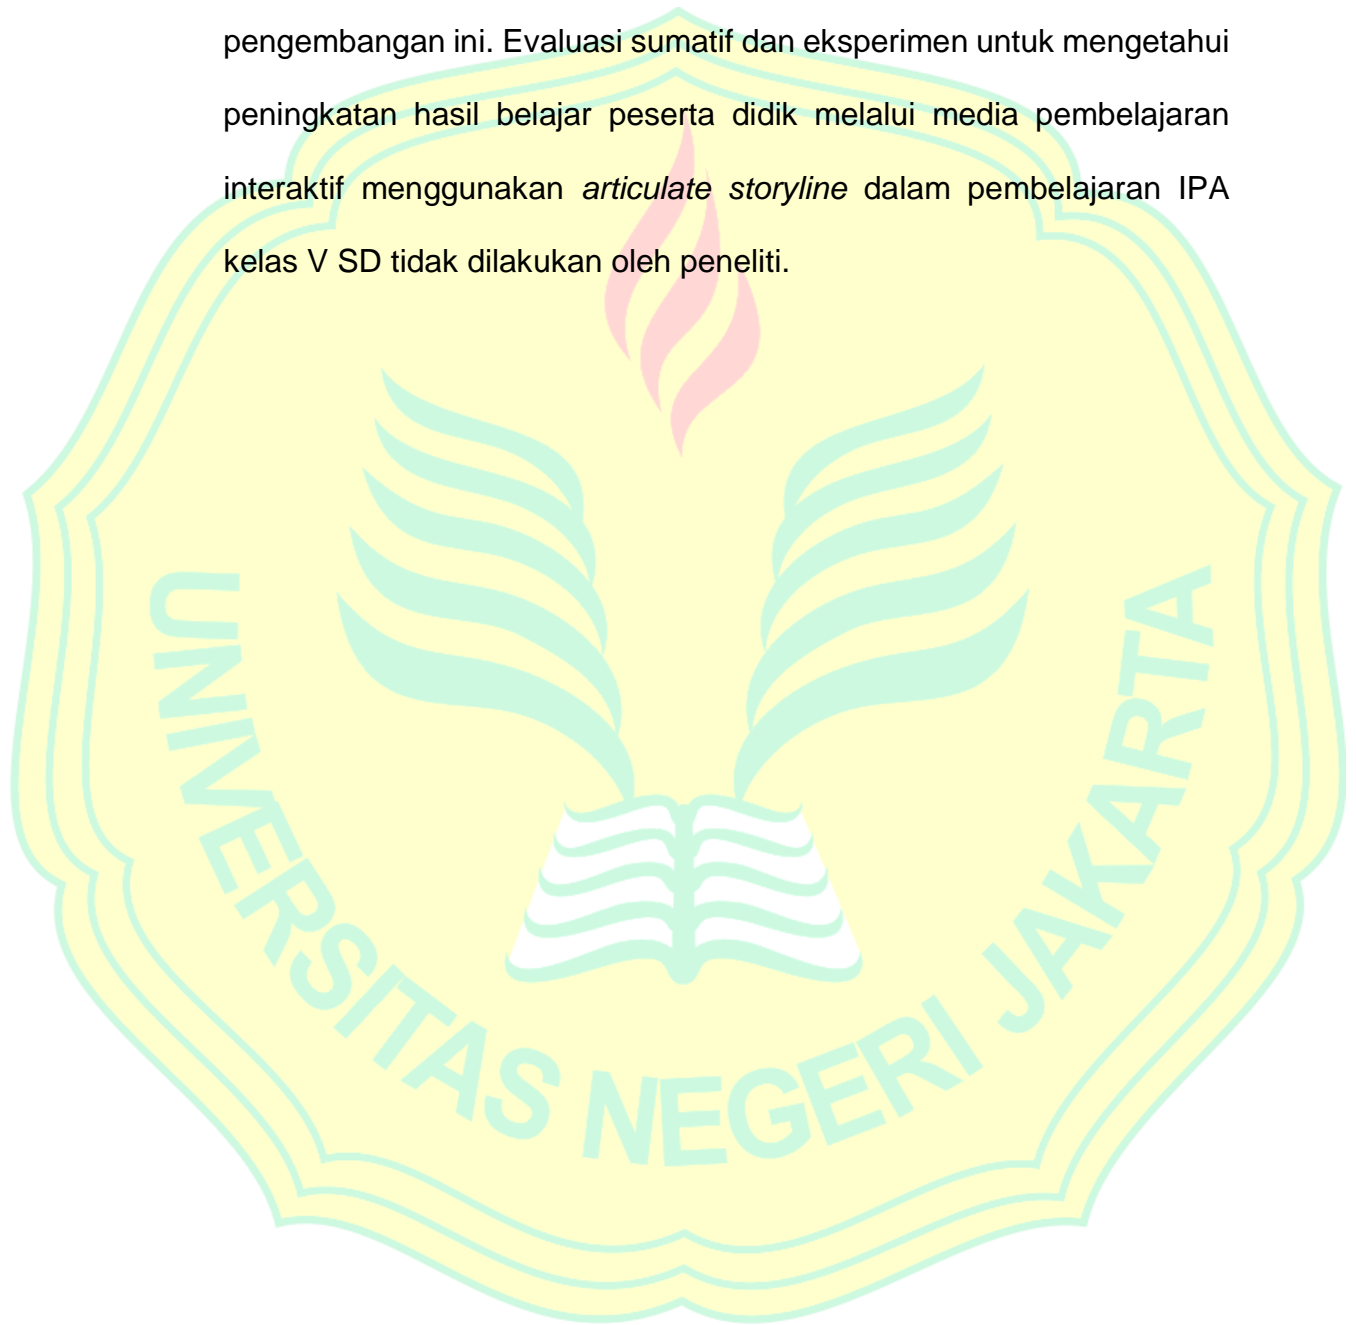 pengembangan ini. Evaluasi sumatif dan eksperimen untuk mengetahui
peningkatan hasil belajar peserta didik melalui media pembelajaran
interaktif menggunakan articulate storyline dalam pembelajaran IPA
kelas V SD tidak dilakukan oleh peneliti.
UNIVERSITAS NEGERI JAKARTA